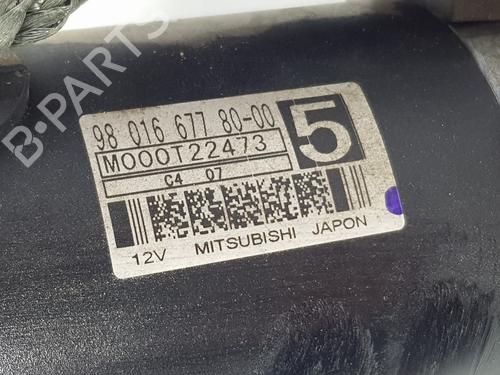 98 016 677 80-00
M000T22473
5
C4 07
12V MITSUBISHI JAPON
B-PARTS